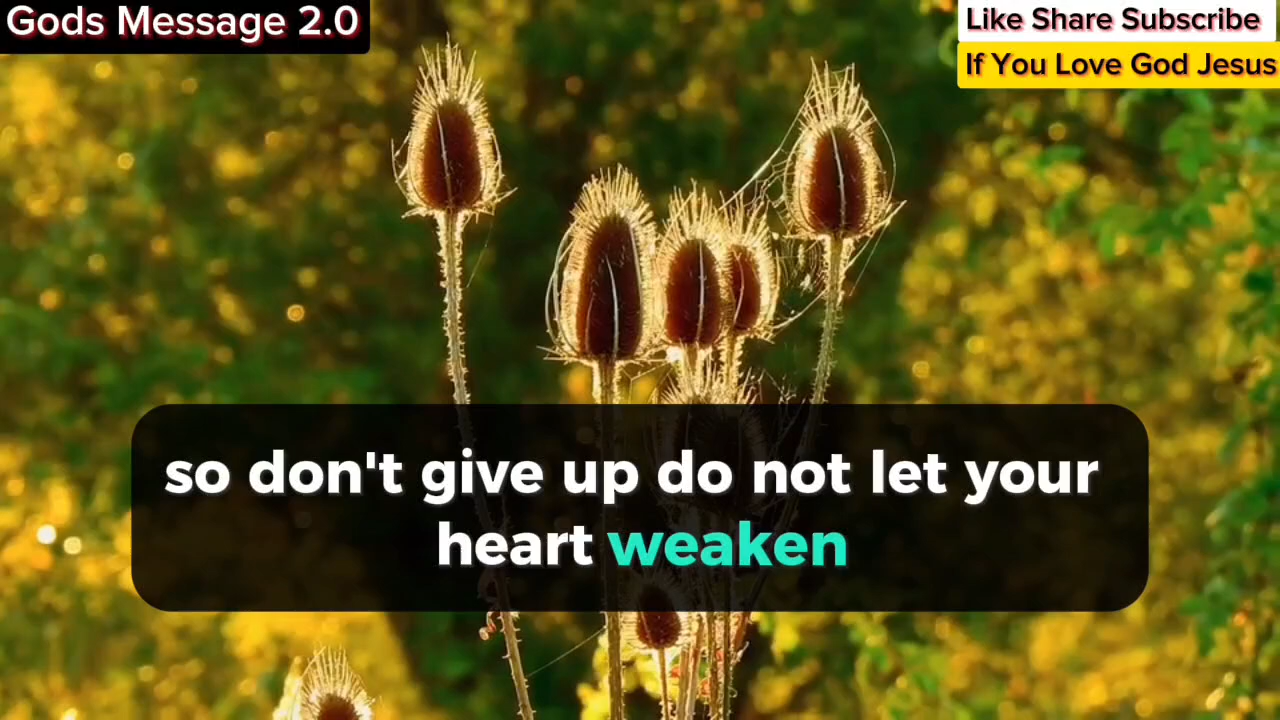 Gods Message 2.0
Like Share Subscribe
If You Love God Jesus
so don't give up do not let your
heart weaken